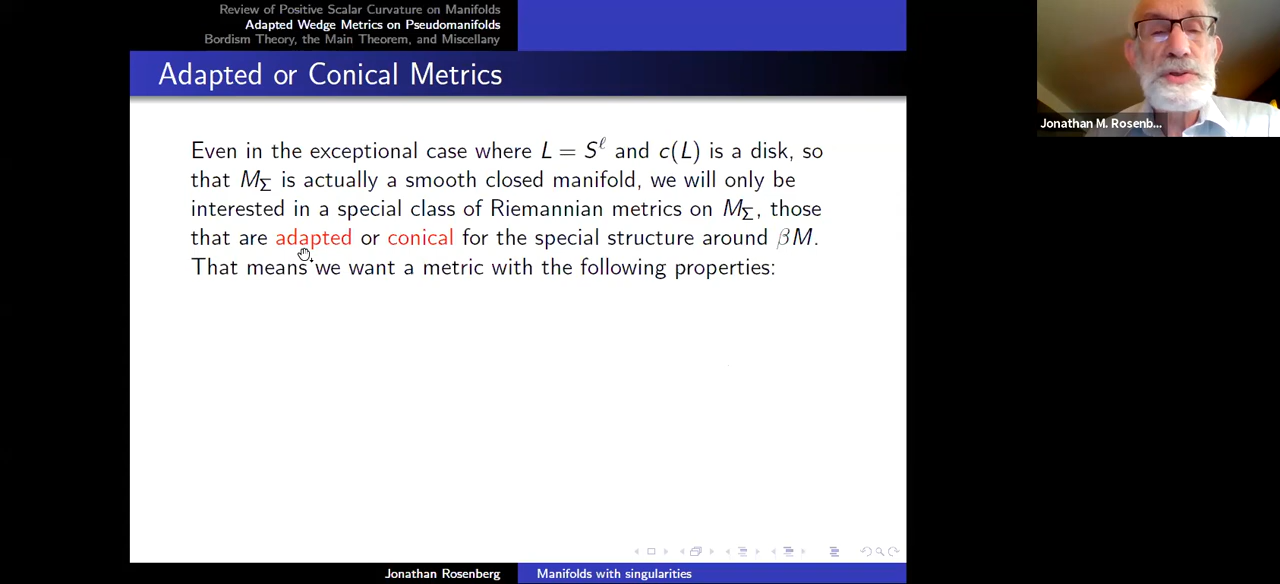 Review of Positive Scalar Curvature on Manifolds
Adapted Wedge Metrics on Pseudomanifolds
Bordism Theory, the Main Theorem, and Miscellany
Adapted or Conical Metrics
Jonathan M. Rosenb...
Even in the exceptional case where L = S^ℓ and c(L) is a disk, so
that M_Σ is actually a smooth closed manifold, we will only be
interested in a special class of Riemannian metrics on M_Σ, those
that are adapted or conical for the special structure around βM.
That means we want a metric with the following properties:
Jonathan Rosenberg
Manifolds with singularities